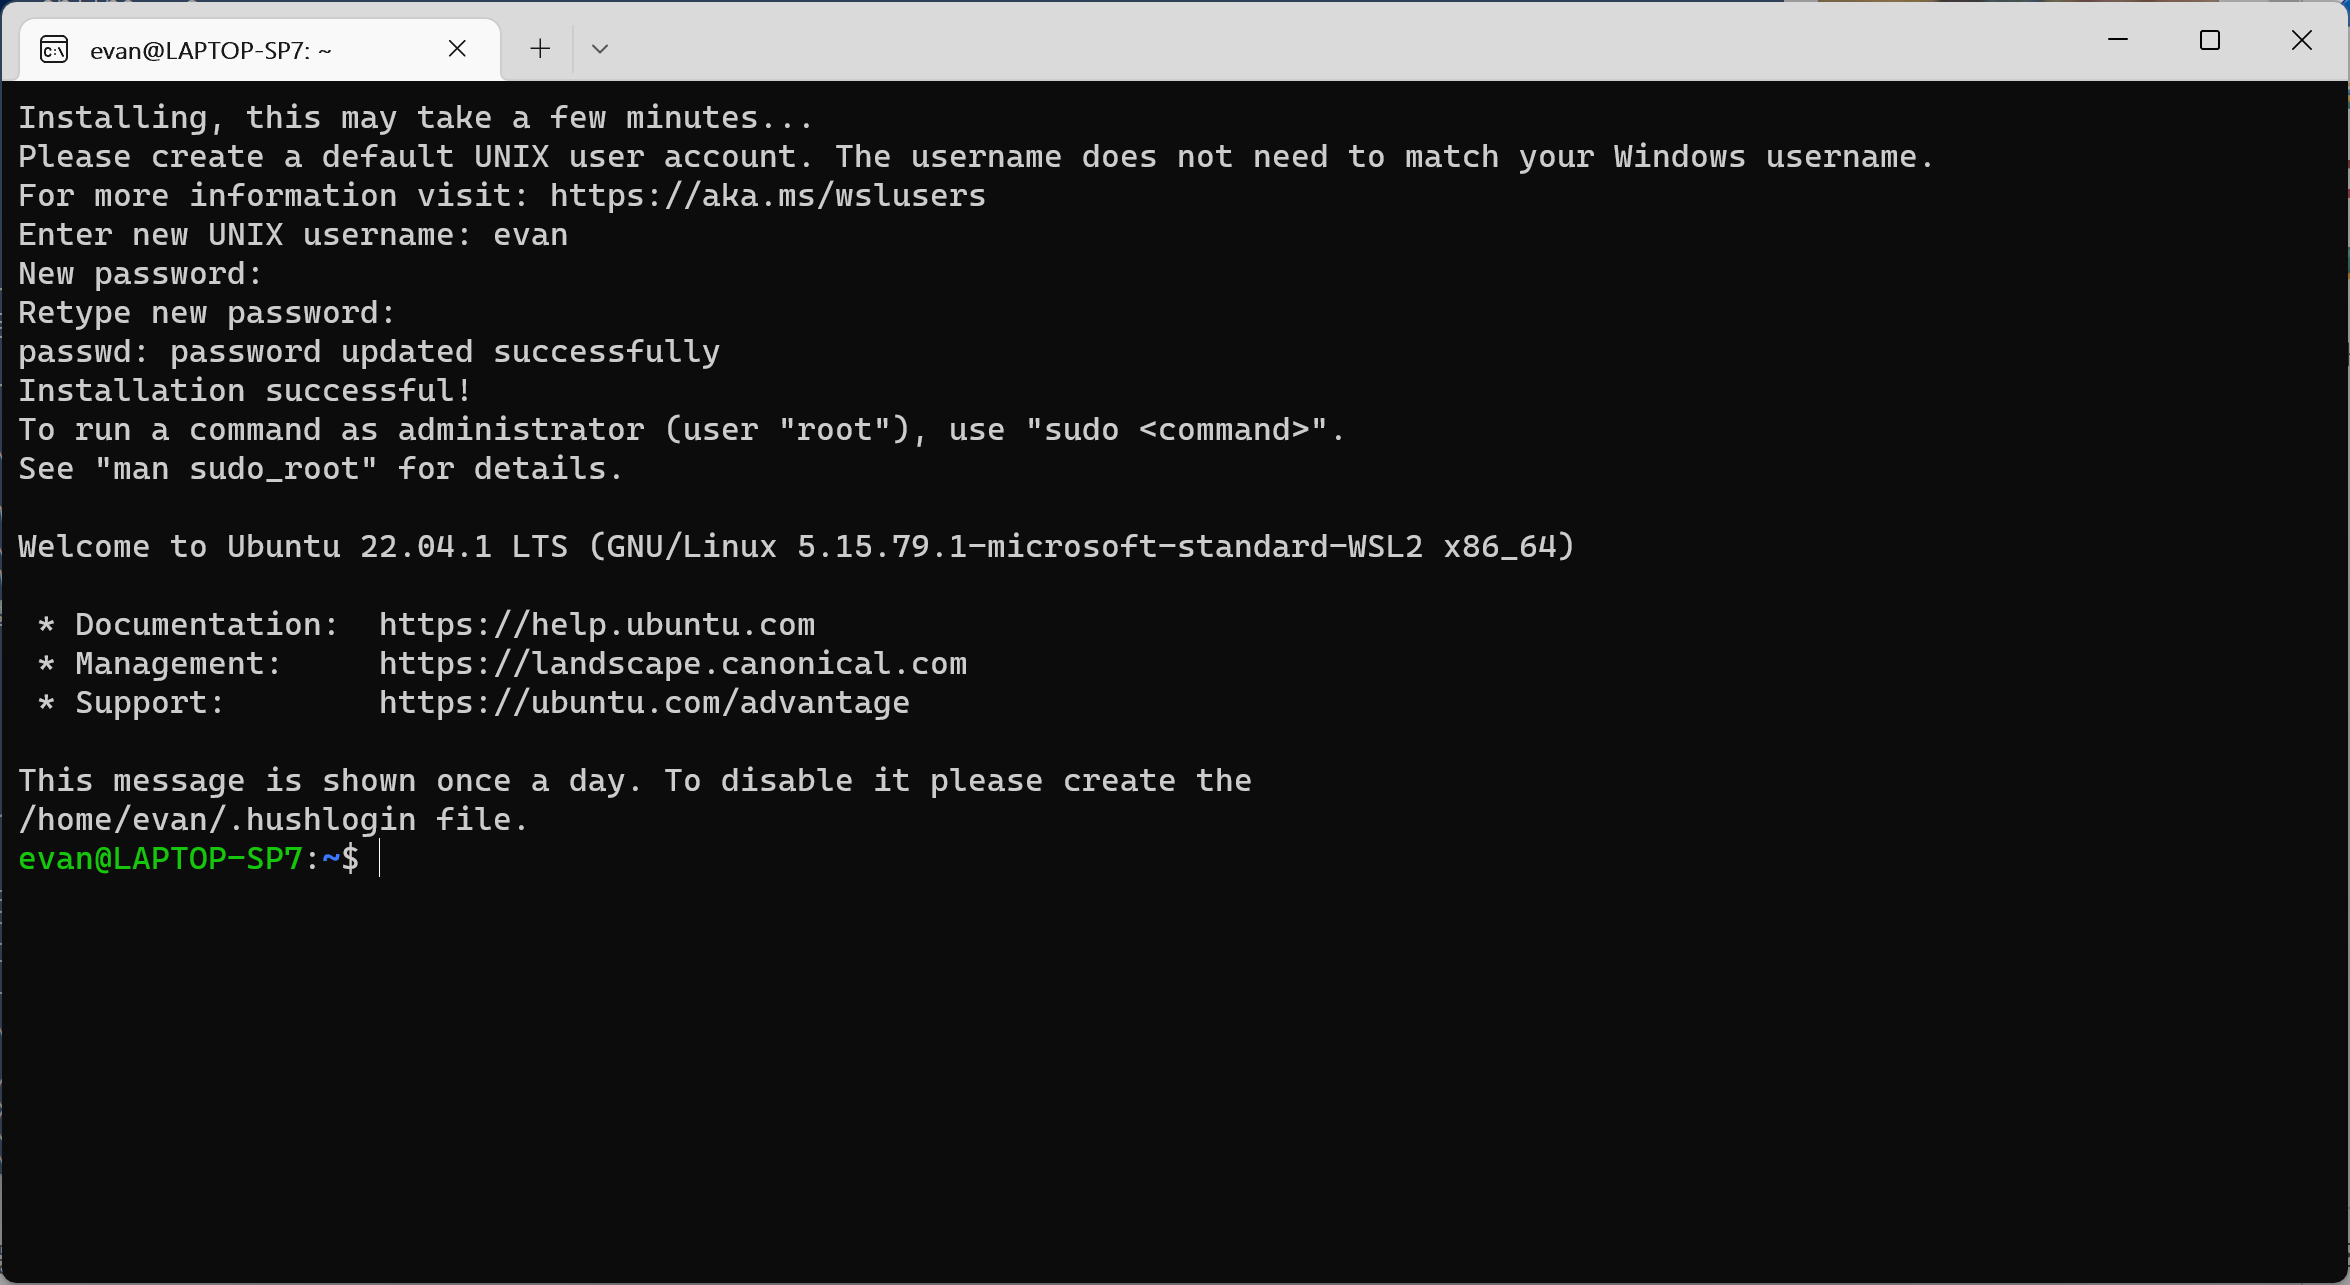 evan@LAPTOP-SP7: ~
Installing, this may take a few minutes...
Please create a default UNIX user account. The username does not need to match your Windows username.
For more information visit: https://aka.ms/wslusers
Enter new UNIX username: evan
New password:
Retype new password:
passwd: password updated successfully
Installation successful!
To run a command as administrator (user "root"), use "sudo <command>".
See "man sudo_root" for details.
Welcome to Ubuntu 22.04.1 LTS (GNU/Linux 5.15.79.1-microsoft-standard-WSL2 x86_64)
* Documentation:  https://help.ubuntu.com
* Management:     https://landscape.canonical.com
* Support:        https://ubuntu.com/advantage
This message is shown once a day. To disable it please create the
/home/evan/.hushlogin file.
evan@LAPTOP-SP7:~$